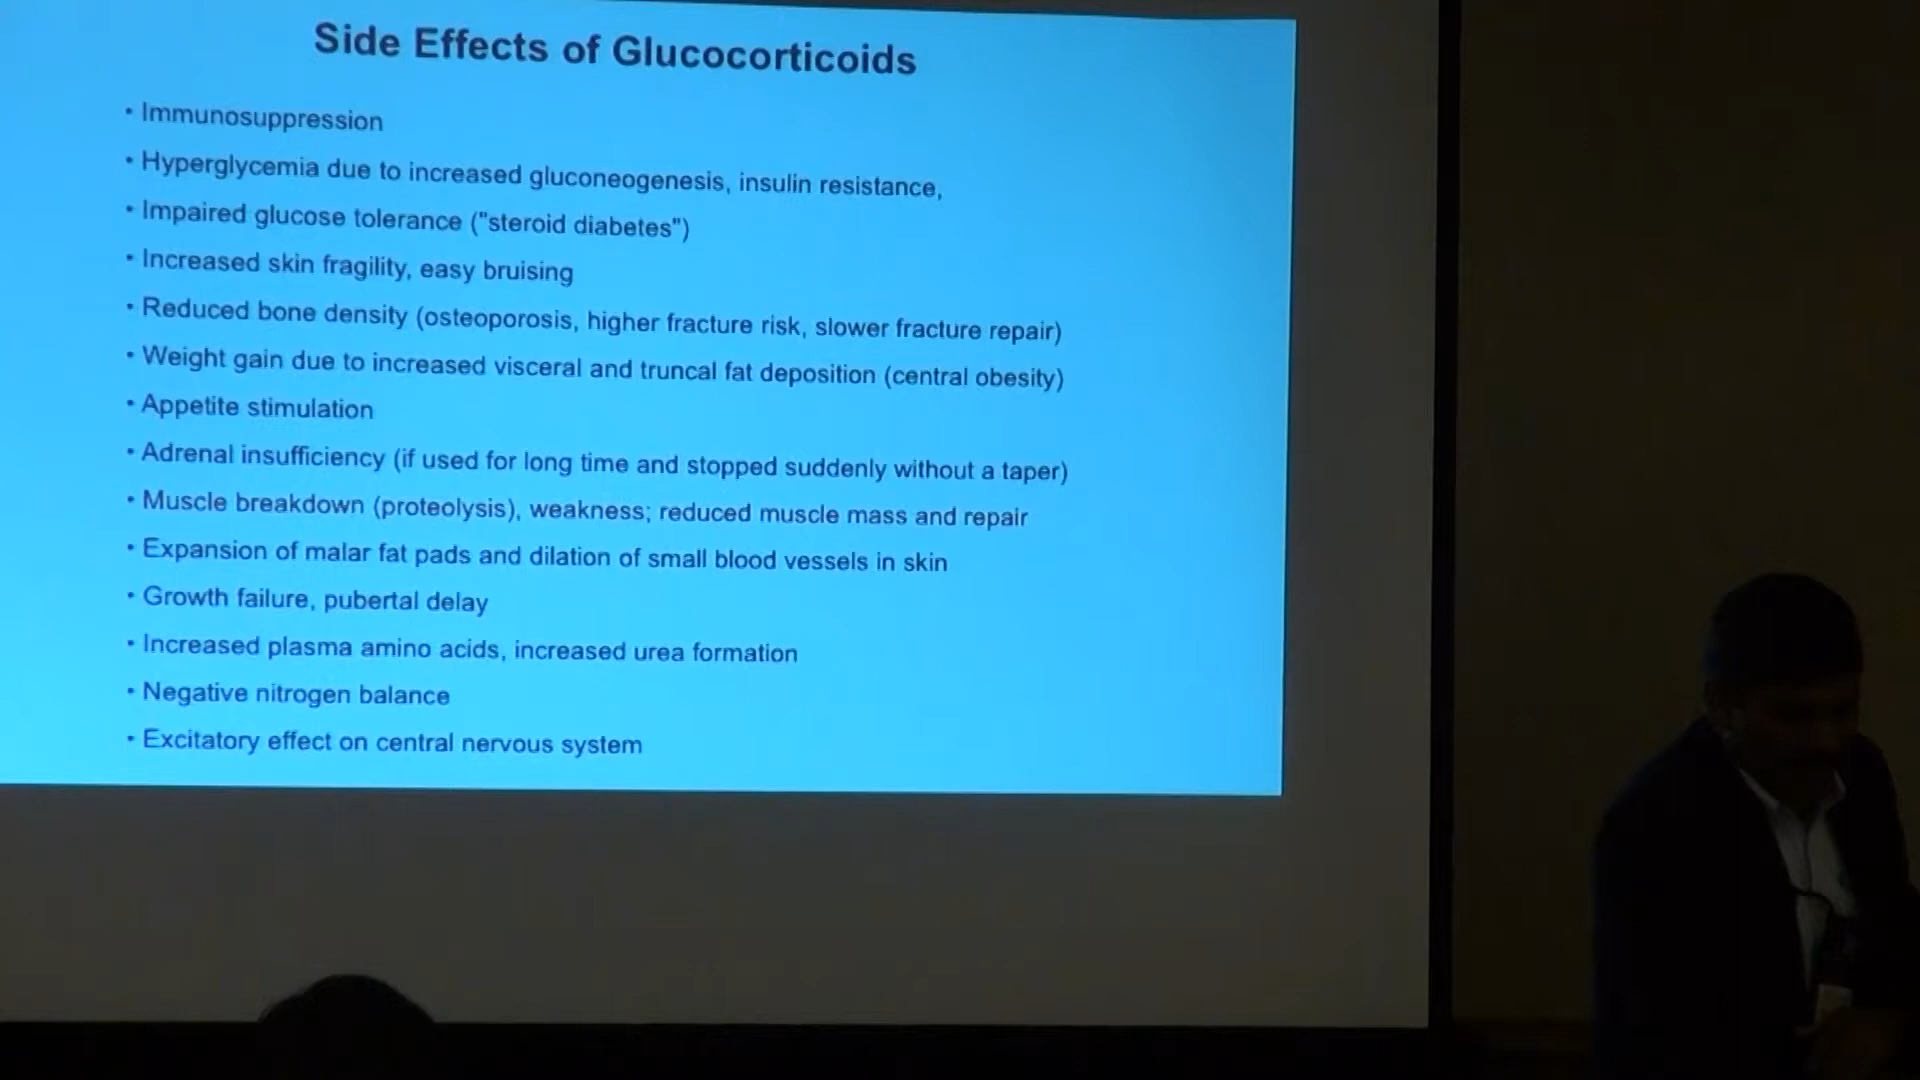 Side Effects of Glucocorticoids
• Immunosuppression
• Hyperglycemia due to increased gluconeogenesis, insulin resistance,
• Impaired glucose tolerance ("steroid diabetes")
• Increased skin fragility, easy bruising
• Reduced bone density (osteoporosis, higher fracture risk, slower fracture repair)
• Weight gain due to increased visceral and truncal fat deposition (central obesity)
• Appetite stimulation
• Adrenal insufficiency (if used for long time and stopped suddenly without a taper)
• Muscle breakdown (proteolysis), weakness; reduced muscle mass and repair
• Expansion of malar fat pads and dilation of small blood vessels in skin
• Growth failure, pubertal delay
• Increased plasma amino acids, increased urea formation
• Negative nitrogen balance
• Excitatory effect on central nervous system